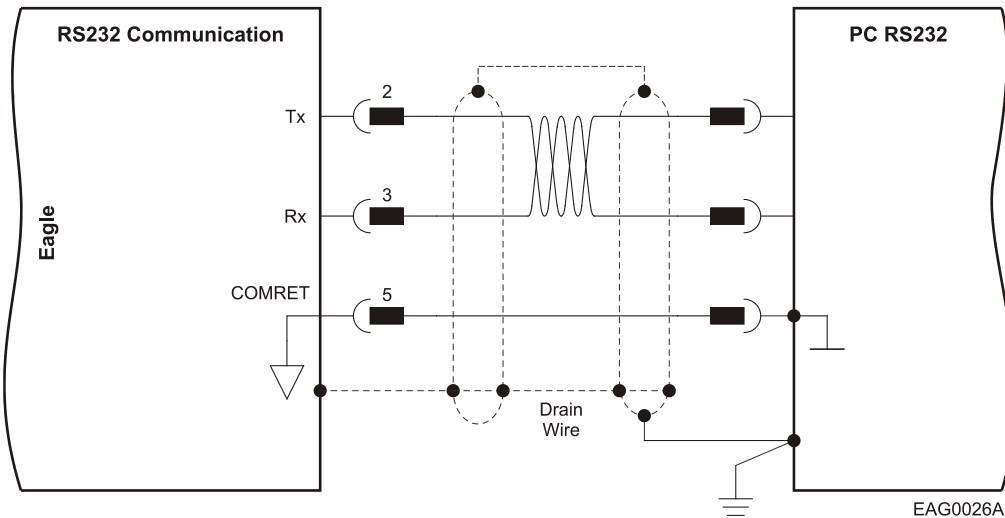 RS232 Communication
PC RS232
2
Tx
3
Rx
Eagle
COMRET
5
Drain
Wire
EAG0026A